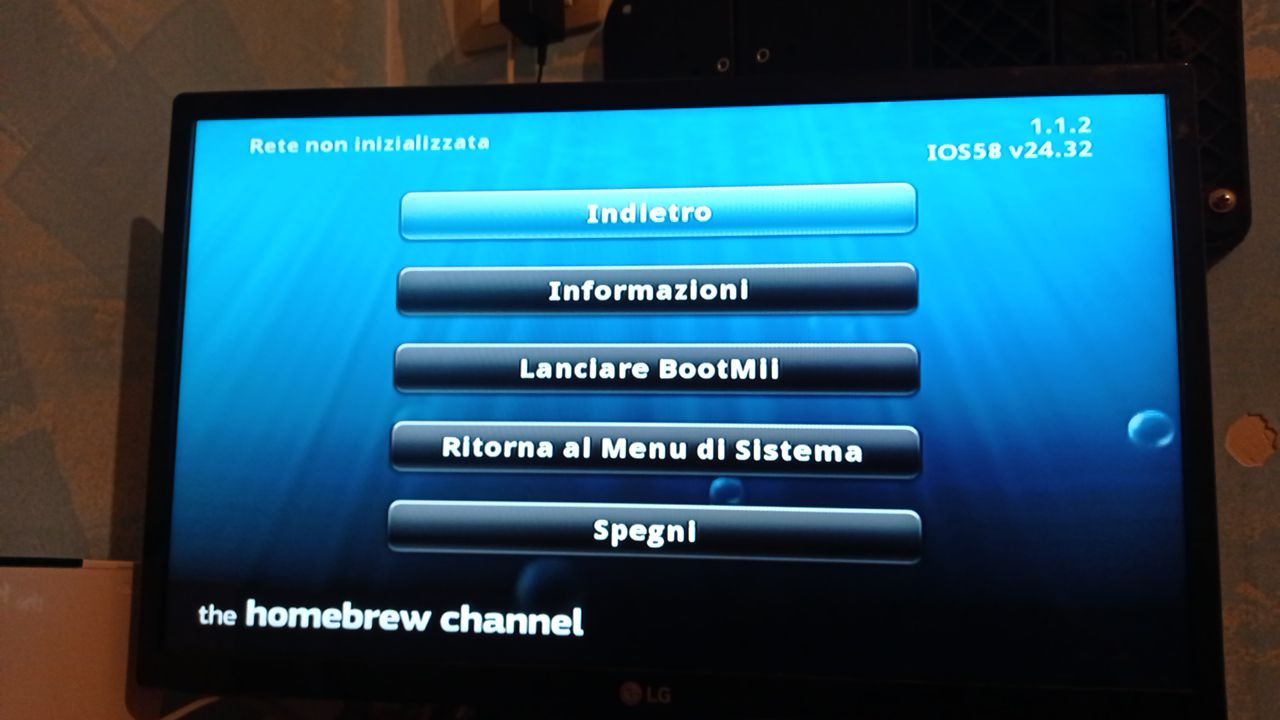 Rete non inizializzata
1.1.2
IOS58 v24.32
Indietro
Informazioni
Lanciare BootMii
Ritorna al Menu di Sistema
Spegni
the homebrew channel
LG